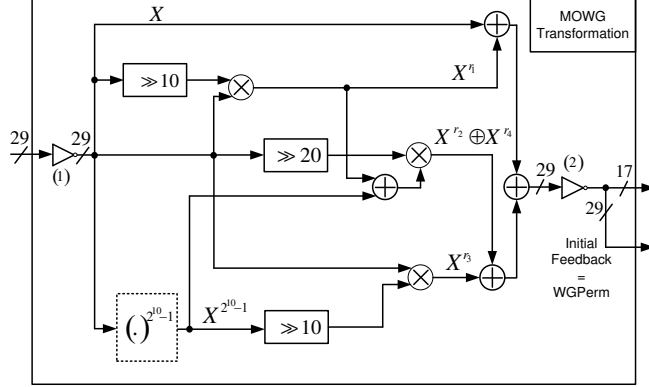 X
MOWG
Transformation
≫10
X^{r_1}
29
29
(1)
≫20
X^{r_2} ⊕ X^{r_4}
29
(2)
17
29
Initial
Feedback
=
WGPerm
X^{r_3}
(.)^{2^{10}-1}
X^{2^{10}-1}
≫10